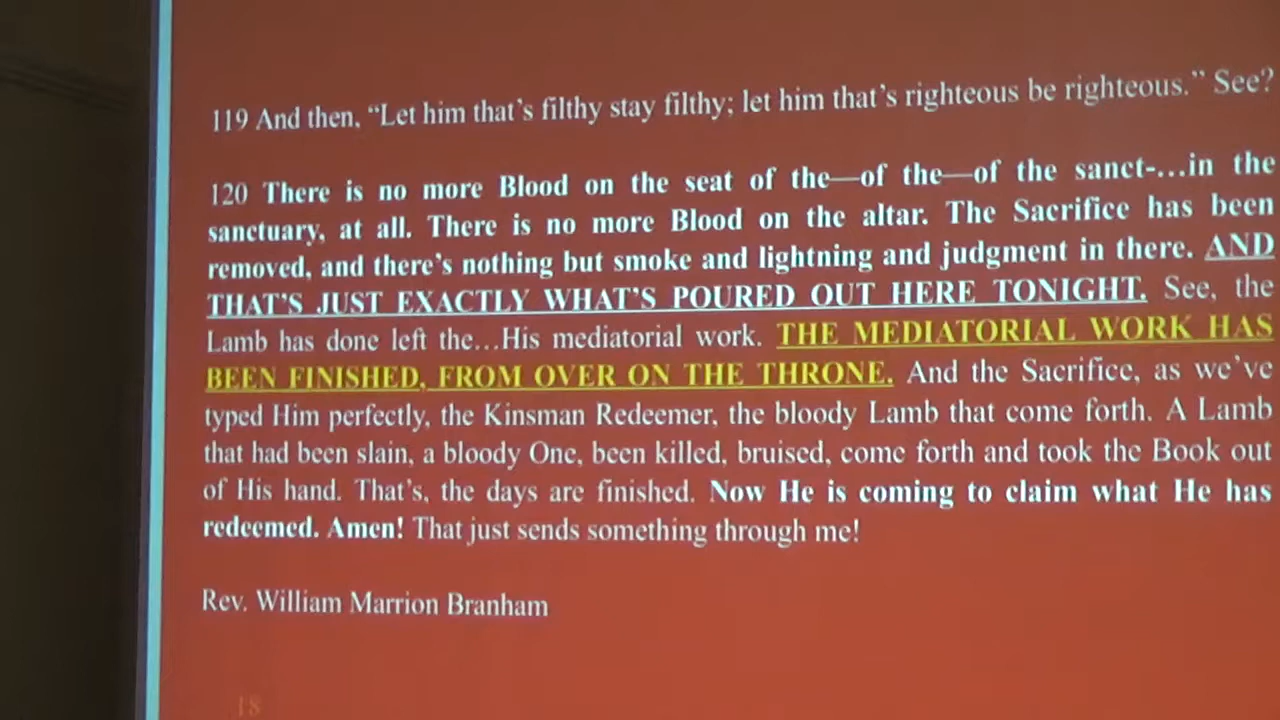 119 And then, “Let him that’s filthy stay filthy; let him that’s righteous be righteous.” See?
120 There is no more Blood on the seat of the—of the—of the sanct-...in the
sanctuary, at all. There is no more Blood on the altar. The Sacrifice has been
removed, and there’s nothing but smoke and lightning and judgment in there. AND
THAT’S JUST EXACTLY WHAT’S POURED OUT HERE TONIGHT. See, the
Lamb has done left the...His mediatorial work. THE MEDIATORIAL WORK HAS
BEEN FINISHED, FROM OVER ON THE THRONE. And the Sacrifice, as we’ve
typed Him perfectly, the Kinsman Redeemer, the bloody Lamb that come forth. A Lamb
that had been slain, a bloody One, been killed, bruised, come forth and took the Book out
of His hand. That’s, the days are finished. Now He is coming to claim what He has
redeemed. Amen! That just sends something through me!
Rev. William Marrion Branham
18